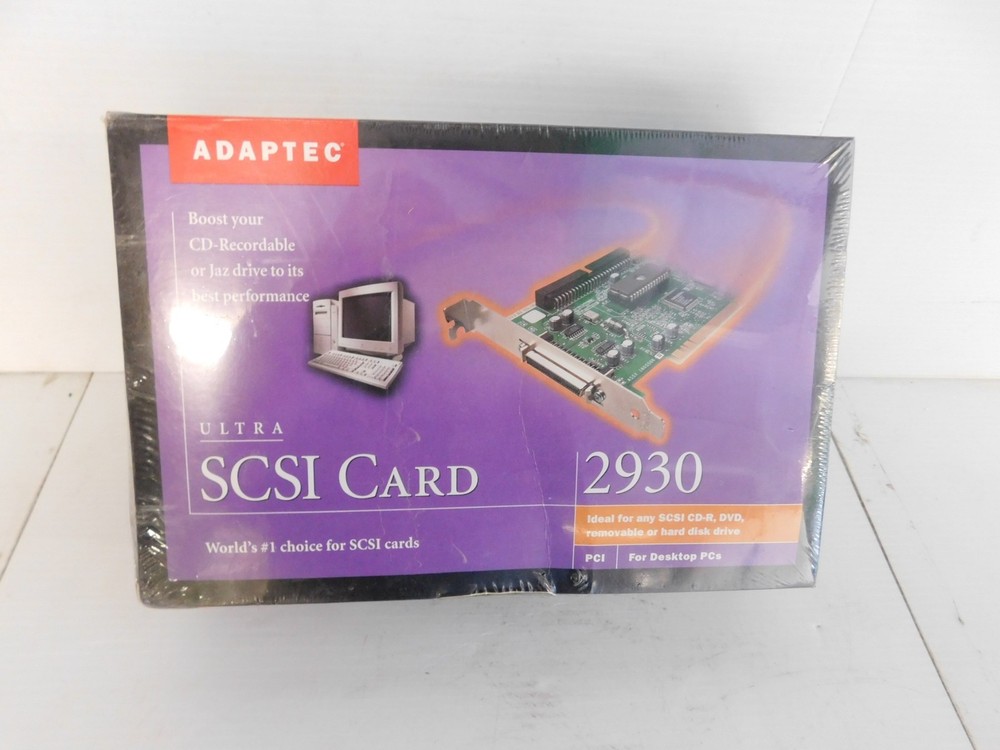 ADAPTEC®
Boost your
CD-Recordable
or Jaz drive to its
best performance
ULTRA
SCSI CARD
2930
Ideal for any SCSI CD-R, DVD,
removable or hard disk drive
World's #1 choice for SCSI cards
PCI
For Desktop PCs